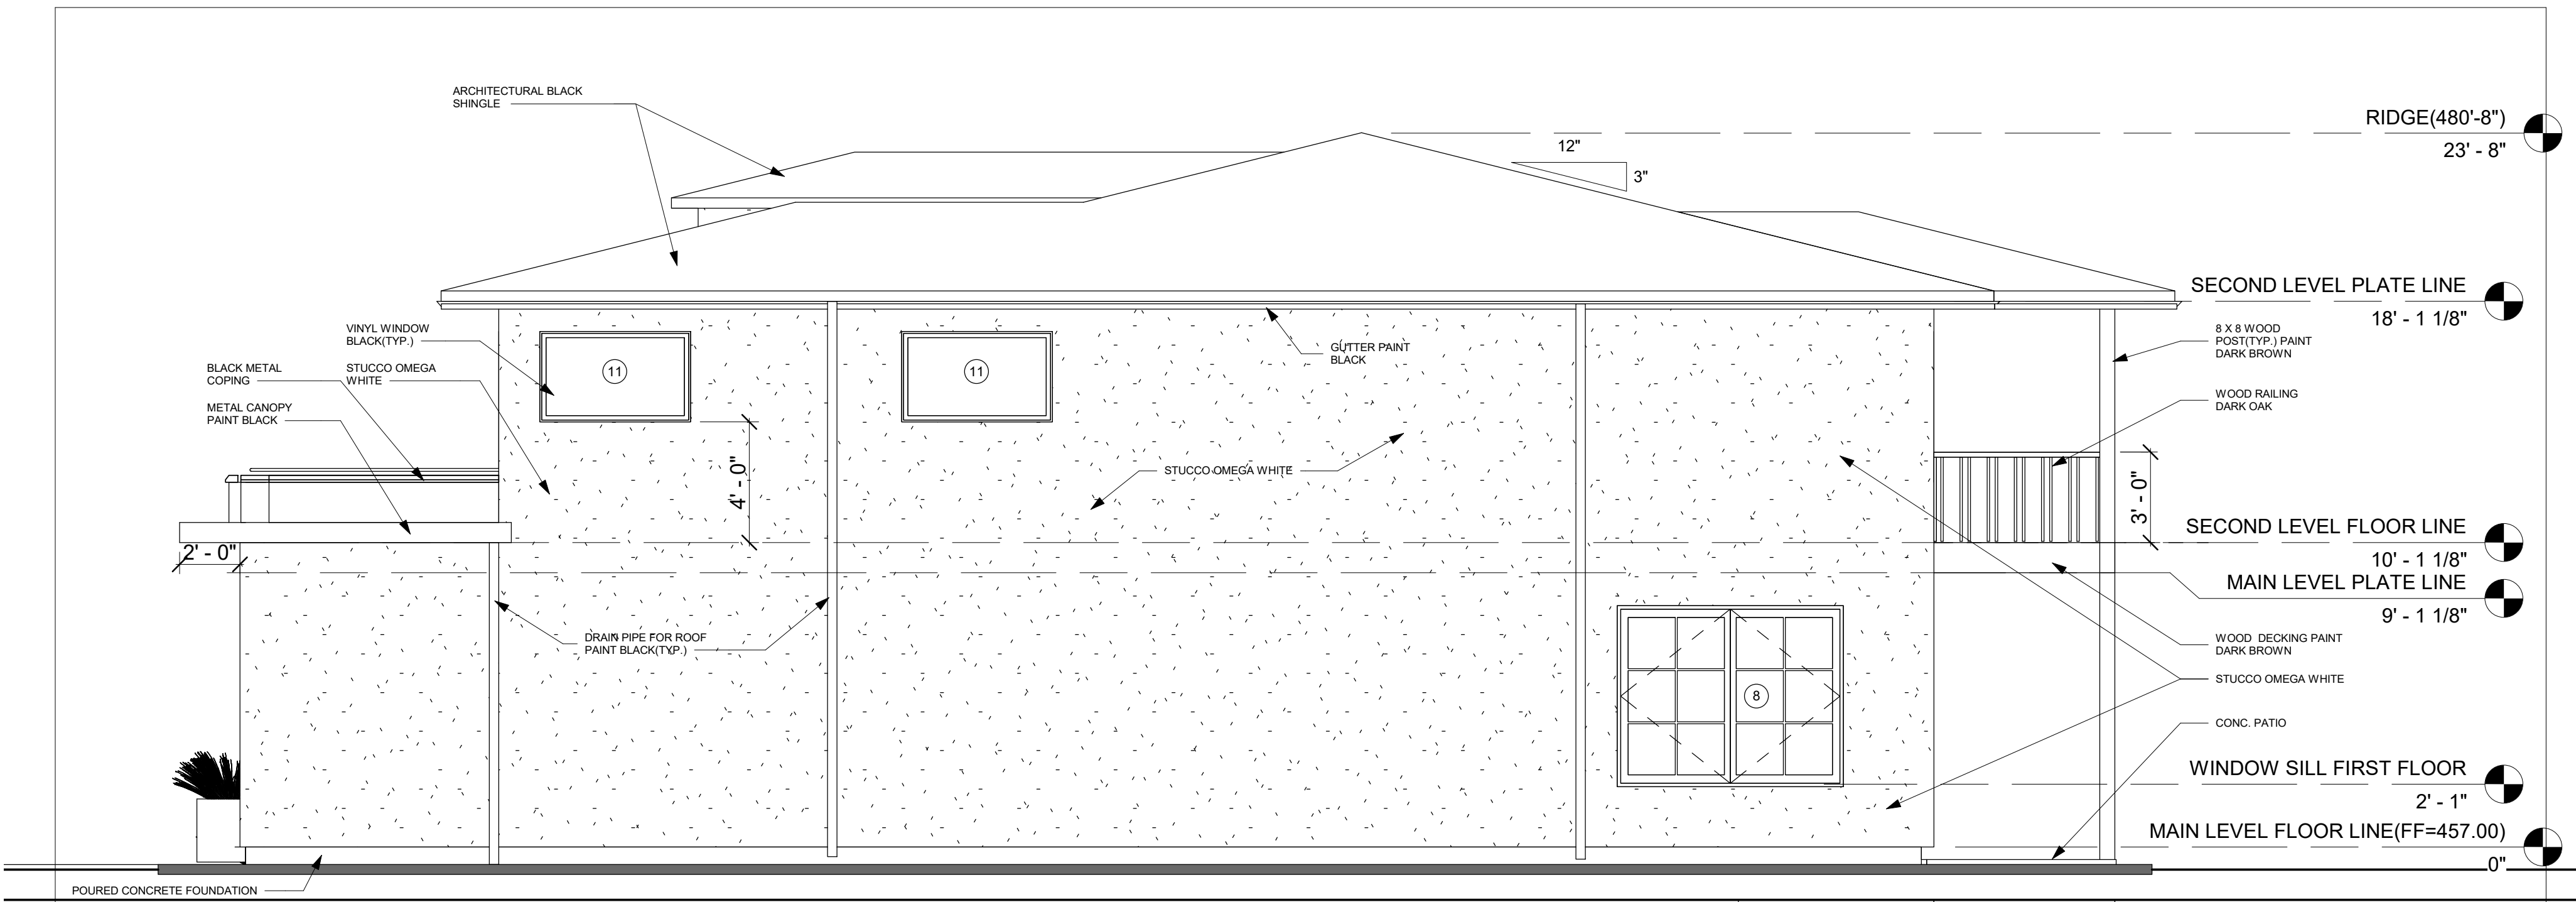 ARCHITECTURAL BLACK
SHINGLE
RIDGE(480'-8")
23' - 8"
12"
3"
SECOND LEVEL PLATE LINE
18' - 1 1/8"
VINYL WINDOW
BLACK(TYP.)
8 X 8 WOOD
POST(TYP.) PAINT
DARK BROWN
GUTTER PAINT
BLACK
BLACK METAL
COPING
STUCCO OMEGA
WHITE
11
11
METAL CANOPY
PAINT BLACK
WOOD RAILING
DARK OAK
4' - 0"
STUCCO OMEGA WHITE
3' - 0"
SECOND LEVEL FLOOR LINE
10' - 1 1/8"
2' - 0"
MAIN LEVEL PLATE LINE
9' - 1 1/8"
DRAIN PIPE FOR ROOF
PAINT BLACK(TYP.)
WOOD DECKING PAINT
DARK BROWN
STUCCO OMEGA WHITE
8
CONC. PATIO
WINDOW SILL FIRST FLOOR
2' - 1"
MAIN LEVEL FLOOR LINE(FF=457.00)
0"
POURED CONCRETE FOUNDATION